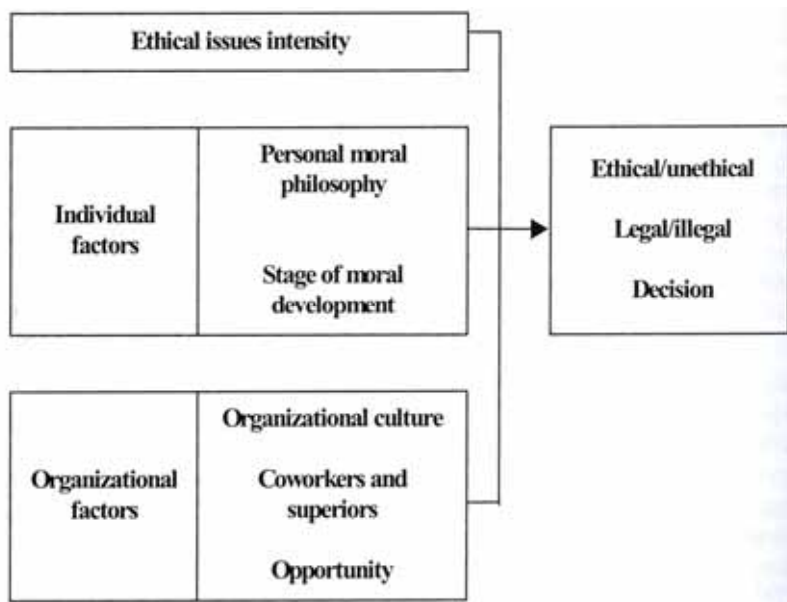 Ethical issues intensity
Individual
factors
Personal moral
philosophy
Stage of moral
development
Ethical/unethical
Legal/illegal
Decision
Organizational
factors
Organizational culture
Coworkers and
superiors
Opportunity